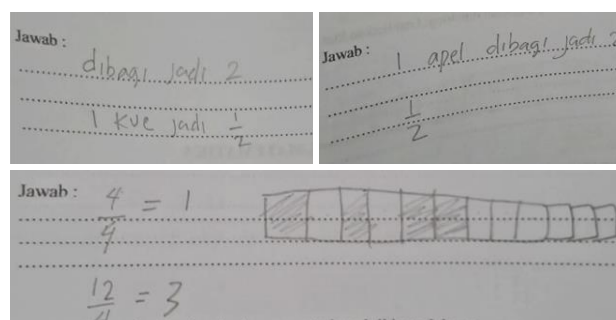 Jawab :
dibagi jadi 2
1 kue jadi 1/2
Jawab :
1 apel dibagi jadi 2
1/2
Jawab :
4/4 = 1
12/4 = 3